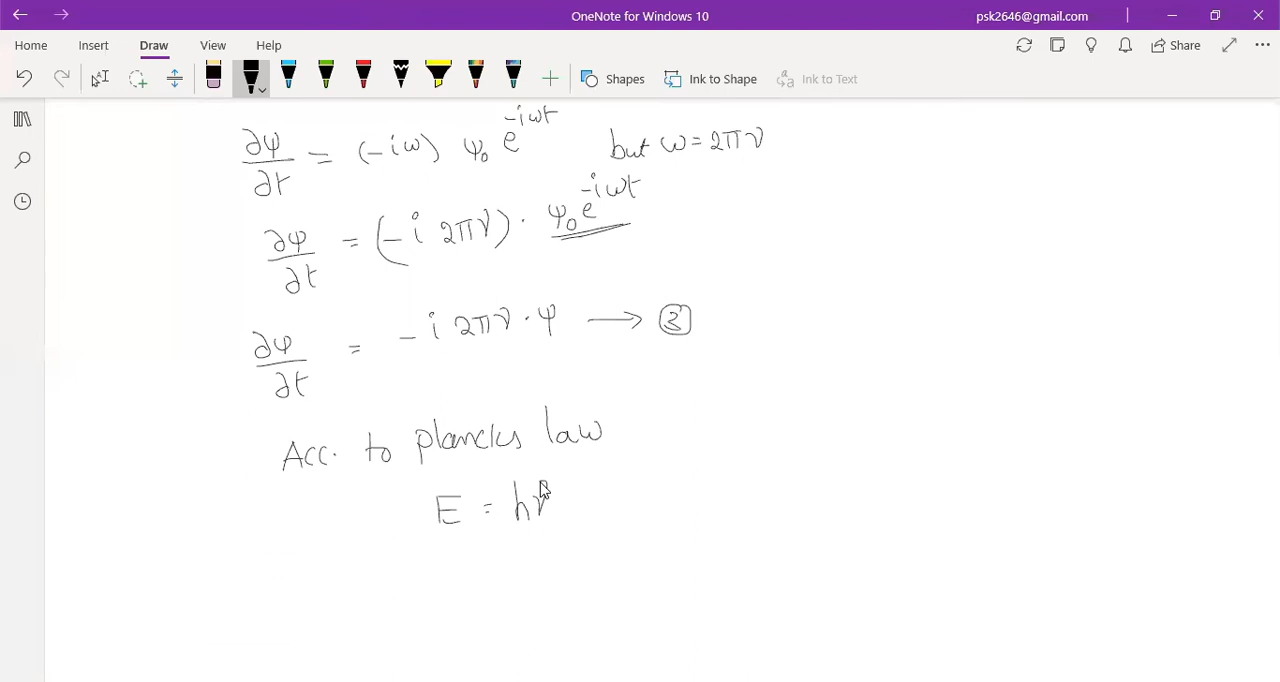 OneNote for Windows 10
psk2646@gmail.com
Home Insert Draw View Help
Share
Shapes
Ink to Shape
Ink to Text
∂ψ/∂t = (-iω) ψ₀ e^-iωt but ω = 2πν
∂ψ/∂t = (-i 2πν) · ψ₀ e^-iωt
∂ψ/∂t = -i 2πν · ψ → ③
Acc. to plancks law
E = hν